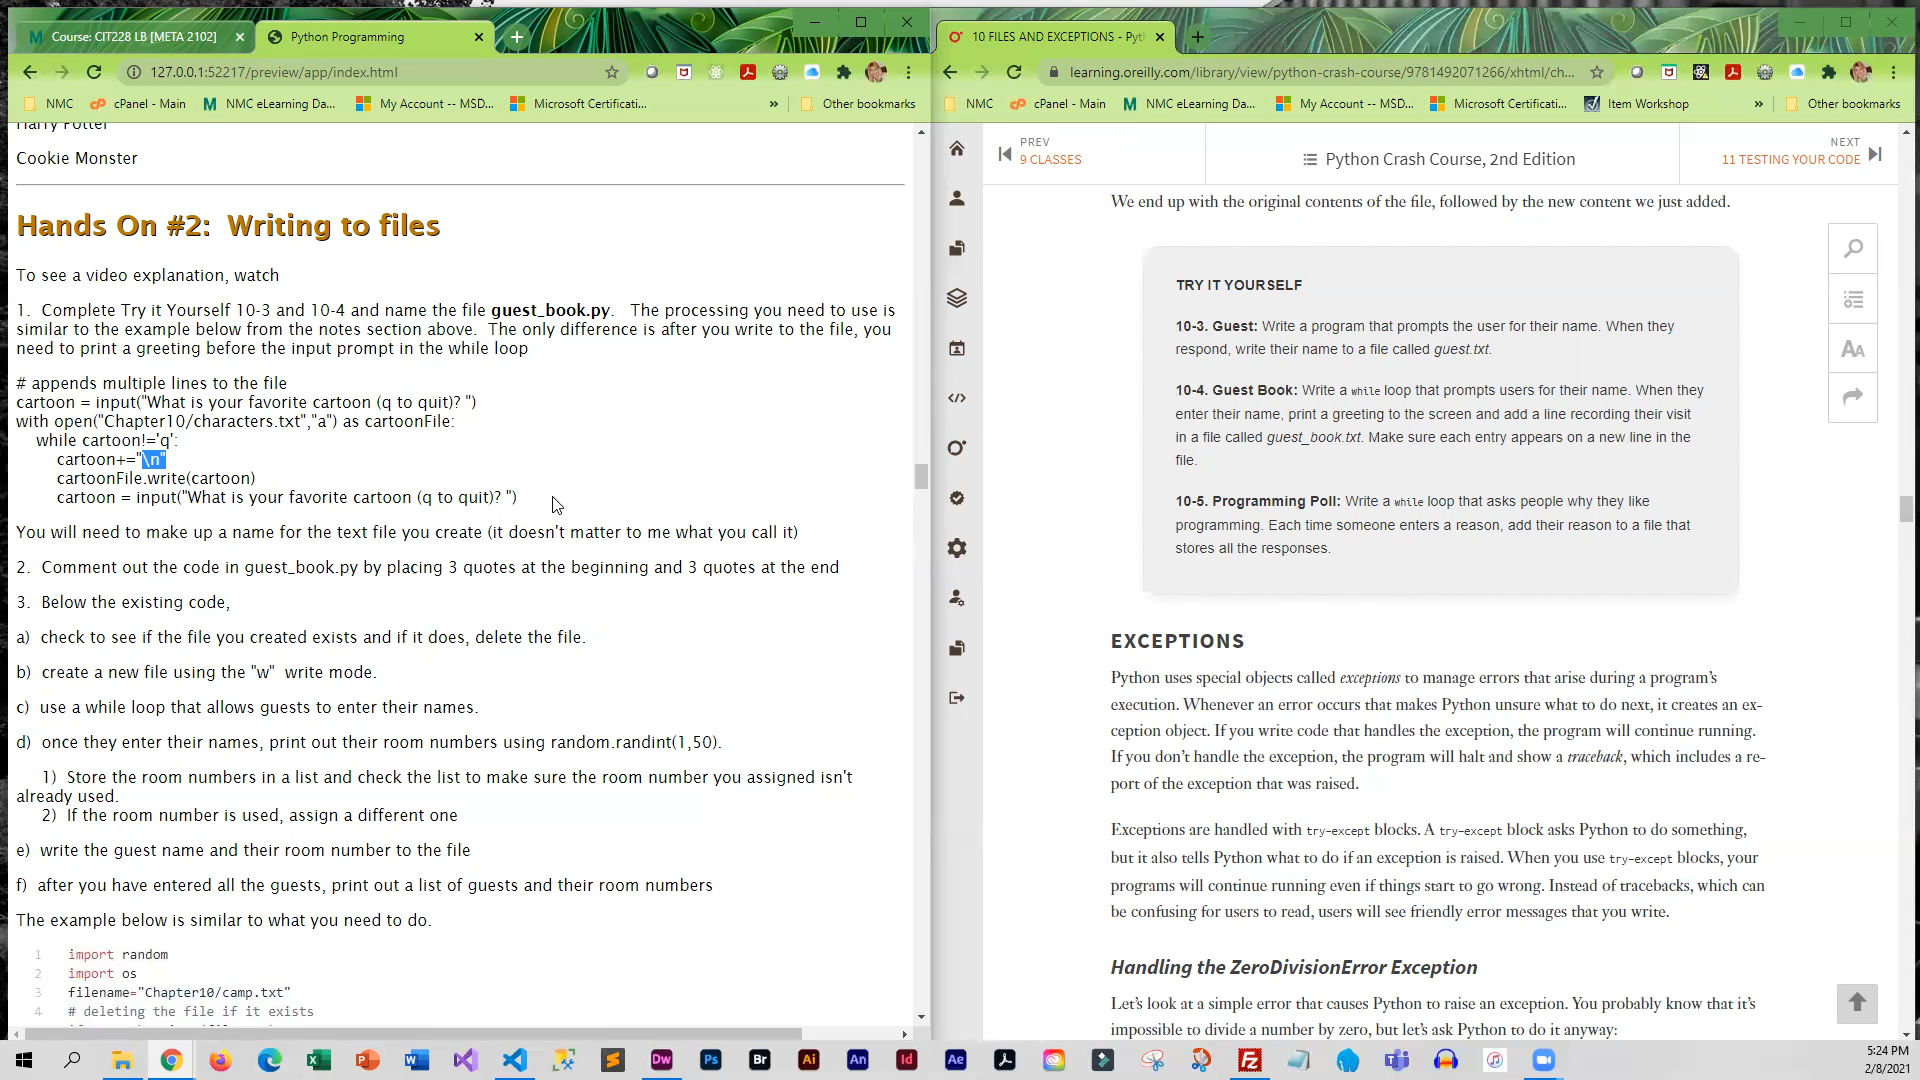 Course: CIT228 LB [META 2102]
Python Programming
127.0.0.1:52217/preview/app/index.html
NMC
cPanel - Main
NMC eLearning Da...
My Account -- MSD...
Microsoft Certificati...
»
Other bookmarks
Harry Potter
Cookie Monster
Hands On #2:  Writing to files
To see a video explanation, watch
1.  Complete Try it Yourself 10-3 and 10-4 and name the file guest_book.py.   The processing you need to use is
similar to the example below from the notes section above.  The only difference is after you write to the file, you
need to print a greeting before the input prompt in the while loop
# appends multiple lines to the file
cartoon = input("What is your favorite cartoon (q to quit)? ")
with open("Chapter10/characters.txt","a") as cartoonFile:
while cartoon!='q':
cartoon+="\n"
cartoonFile.write(cartoon)
cartoon = input("What is your favorite cartoon (q to quit)? ")
You will need to make up a name for the text file you create (it doesn't matter to me what you call it)
2.  Comment out the code in guest_book.py by placing 3 quotes at the beginning and 3 quotes at the end
3.  Below the existing code,
a)  check to see if the file you created exists and if it does, delete the file.
b)  create a new file using the "w"  write mode.
c)  use a while loop that allows guests to enter their names.
d)  once they enter their names, print out their room numbers using random.randint(1,50).
1)  Store the room numbers in a list and check the list to make sure the room number you assigned isn't
already used.
2)  If the room number is used, assign a different one
e)  write the guest name and their room number to the file
f)  after you have entered all the guests, print out a list of guests and their room numbers
The example below is similar to what you need to do.
1 import random
2 import os
3 filename="Chapter10/camp.txt"
4 # deleting the file if it exists
10 FILES AND EXCEPTIONS - Pyt
learning.oreilly.com/library/view/python-crash-course/9781492071266/xhtml/ch...
NMC
cPanel - Main
NMC eLearning Da...
My Account -- MSD...
Microsoft Certificati...
Item Workshop
»
Other bookmarks
PREV
9 CLASSES
Python Crash Course, 2nd Edition
NEXT
11 TESTING YOUR CODE
We end up with the original contents of the file, followed by the new content we just added.
TRY IT YOURSELF
10-3. Guest: Write a program that prompts the user for their name. When they
respond, write their name to a file called guest.txt.
10-4. Guest Book: Write a while loop that prompts users for their name. When they
enter their name, print a greeting to the screen and add a line recording their visit
in a file called guest_book.txt. Make sure each entry appears on a new line in the
file.
10-5. Programming Poll: Write a while loop that asks people why they like
programming. Each time someone enters a reason, add their reason to a file that
stores all the responses.
EXCEPTIONS
Python uses special objects called exceptions to manage errors that arise during a program's
execution. Whenever an error occurs that makes Python unsure what to do next, it creates an ex-
ception object. If you write code that handles the exception, the program will continue running.
If you don't handle the exception, the program will halt and show a traceback, which includes a re-
port of the exception that was raised.
Exceptions are handled with try-except blocks. A try-except block asks Python to do something,
but it also tells Python what to do if an exception is raised. When you use try-except blocks, your
programs will continue running even if things start to go wrong. Instead of tracebacks, which can
be confusing for users to read, users will see friendly error messages that you write.
Handling the ZeroDivisionError Exception
Let's look at a simple error that causes Python to raise an exception. You probably know that it's
impossible to divide a number by zero, but let's ask Python to do it anyway:
AA
5:24 PM
2/8/2021